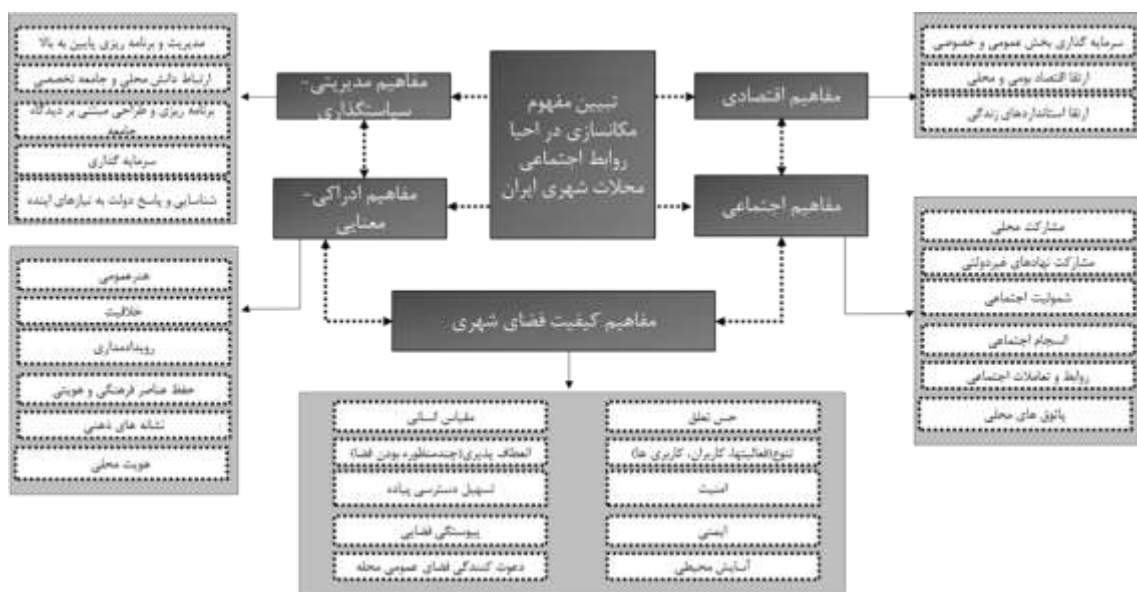 سرمایه گذاری بخش عمومی و خصوصی
ارتقا اقتصاد بومی و محلی
ارتقا استانداردهای زندگی
مفاهیم اقتصادی
تبیین مفهوم
مکانسازی در احیا
روابط اجتماعی
محلات شهری ایران
مفاهیم مدیریتی-
سیاستگذاری
مدیریت و برنامه ریزی پایین به بالا
ارتباط دانش محلی و جامعه تخصصی
برنامه ریزی و طراحی مبتنی بر دیدگاه
جامعه
سرمایه گذاری
شناسایی و پاسخ دولت به نیازهای اینده
مفاهیم اجتماعی
مفاهیم ادراکی-
معنایی
مشارکت محلی
مشارکت نهادهای غیردولتی
شمولیت اجتماعی
انسجام اجتماعی
روابط و تعاملات اجتماعی
پاتوق های محلی
هنرعمومی
خلاقیت
رویدادمداری
حفظ عناصر فرهنگی و هویتی
نشانه های ذهنی
هویت محلی
مفاهیم کیفیت فضای شهری
حس تعلق
تنوع(فعالیتها، کاربران، کاربری ها)
امنیت
ایمنی
آسایش محیطی
مقیاس انسانی
انعطاف پذیری(چندمنظوره بودن فضا)
تسهیل دسترسی پیاده
پیوستگی فضایی
دعوت کنندگی فضای عمومی محله